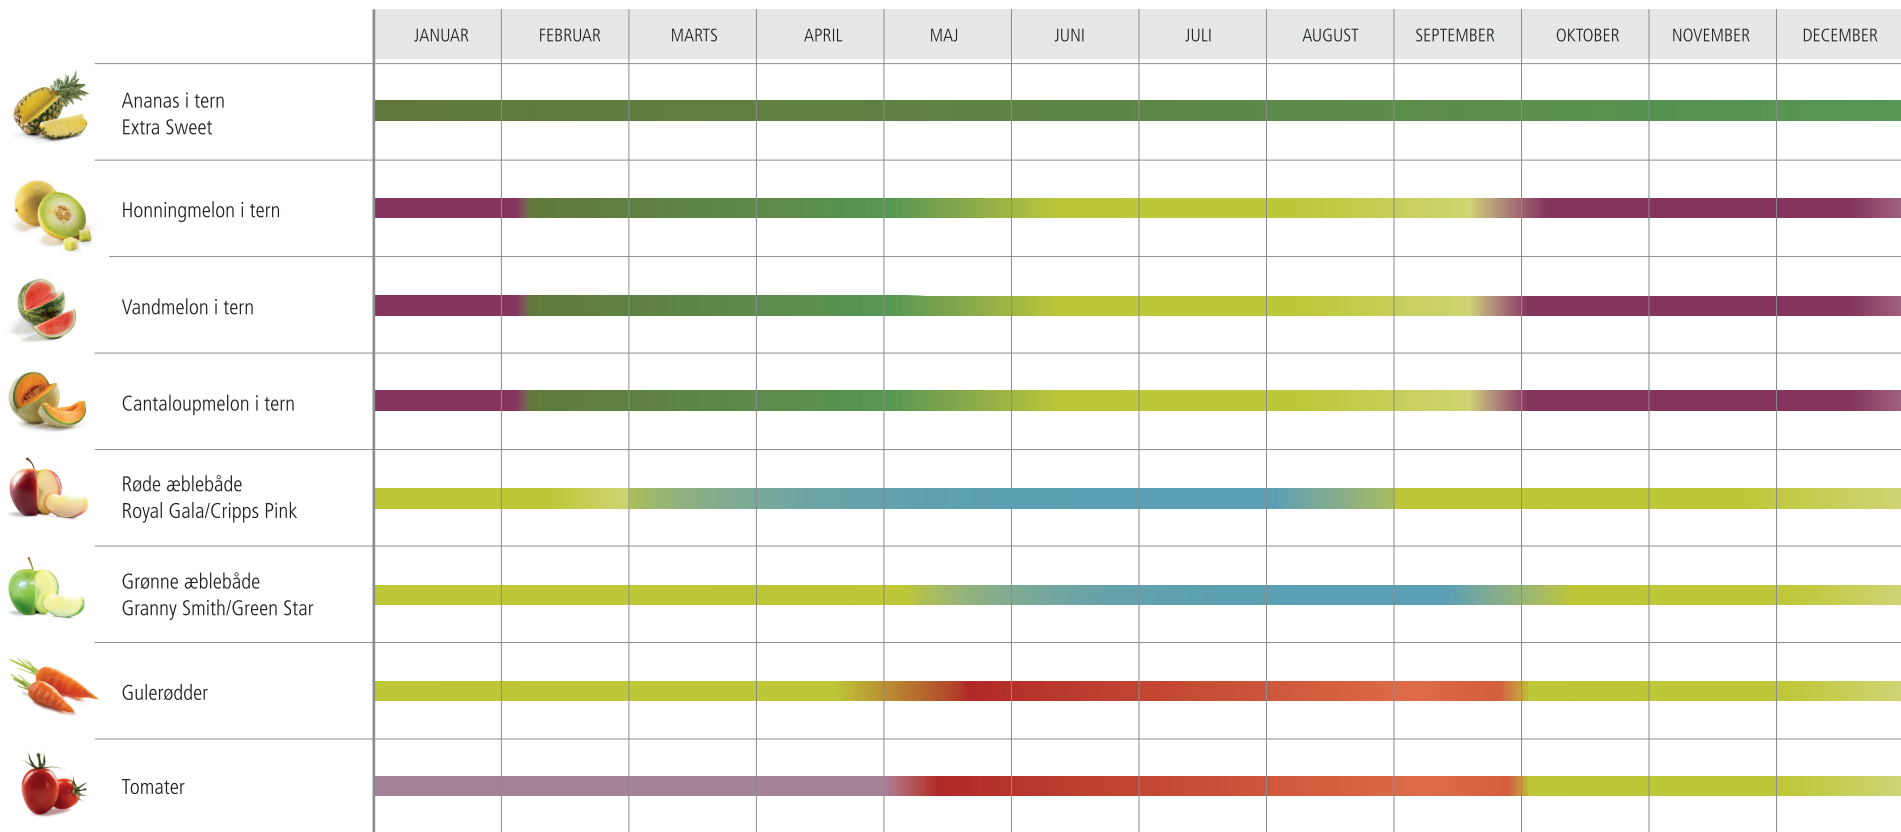 JANUAR FEBRUAR MARTS APRIL MAJ JUNI JULI AUGUST SEPTEMBER OKTOBER NOVEMBER DECEMBER
Ananas i tern
Extra Sweet
Honningmelon i tern
Vandmelon i tern
Cantaloupmelon i tern
Røde æblebåde
Royal Gala/Cripps Pink
Grønne æblebåde
Granny Smith/Green Star
Gulerødder
Tomater